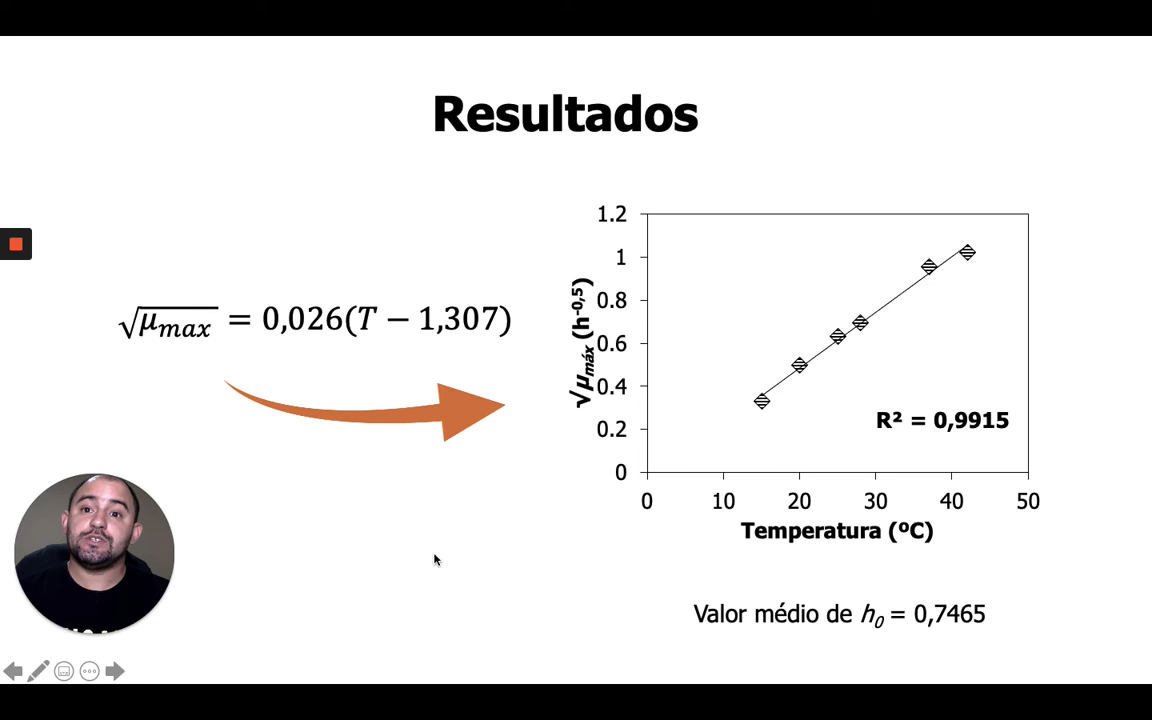 Resultados
√μmax = 0,026(T − 1,307)
√μmáx (h-0,5)
1.2
1
0.8
0.6
0.4
0.2
0
R² = 0,9915
0 10 20 30 40 50
Temperatura (ºC)
Valor médio de h0 = 0,7465